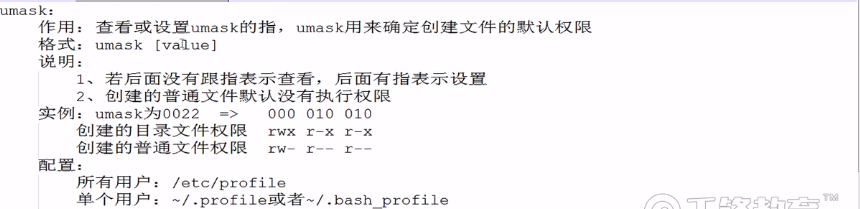 umask:
作用：查看或设置umask的指，umask用来确定创建文件的默认权限
格式：umask [value]
说明：
1、若后面没有跟指表示查看，后面有指表示设置
2、创建的普通文件默认没有执行权限
实例：umask为0022 => 000 010 010
创建的目录文件权限 rwx r-x r-x
创建的普通文件权限 rw- r-- r--
配置：
所有用户：/etc/profile
单个用户：~/.profile或者~/.bash_profile
TM